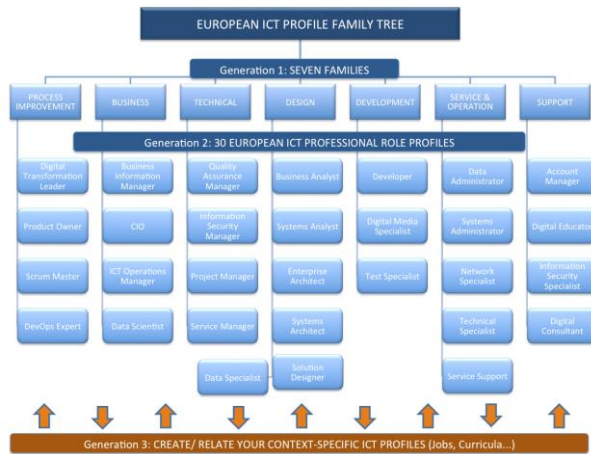 EUROPEAN ICT PROFILE FAMILY TREE
Generation 1: SEVEN FAMILIES
PROCESS
IMPROVEMENT
BUSINESS
TECHNICAL
DESIGN
DEVELOPMENT
SERVICE &
OPERATION
SUPPORT
Generation 2: 30 EUROPEAN ICT PROFESSIONAL ROLE PROFILES
Digital
Transformation
Leader
Business
Information
Manager
Quality
Assurance
Manager
Business Analyst
Developer
Data
Administrator
Account
Manager
Product Owner
CIO
Information
Security
Manager
Systems Analyst
Digital Media
Specialist
Systems
Administrator
Digital Educator
Scrum Master
ICT Operations
Manager
Project Manager
Enterprise
Architect
Test Specialist
Network
Specialist
Information
Security
Specialist
DevOps Expert
Data Scientist
Service Manager
Systems
Architect
Technical
Specialist
Digital
Consultant
Data Specialist
Solution
Designer
Service Support
Generation 3: CREATE/ RELATE YOUR CONTEXT-SPECIFIC ICT PROFILES (Jobs, Curricula...)